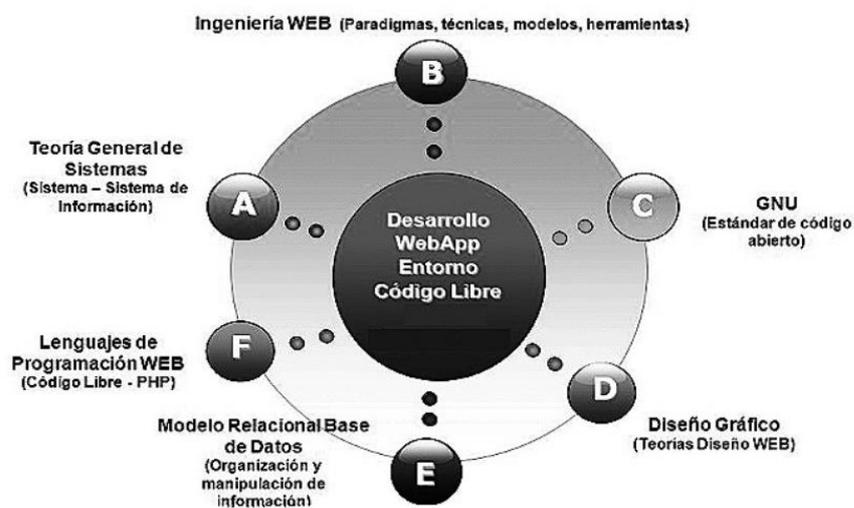 Ingeniería WEB (Paradigmas, técnicas, modelos, herramientas)
B
Teoría General de
Sistemas
(Sistema – Sistema de
Información)
A
C
GNU
(Estándar de código
abierto)
Desarrollo
WebApp
Entorno
Código Libre
Lenguajes de
Programación WEB
(Código Libre - PHP)
F
D
Diseño Gráfico
(Teorías Diseño WEB)
Modelo Relacional Base
de Datos
(Organización y
manipulación de
información)
E